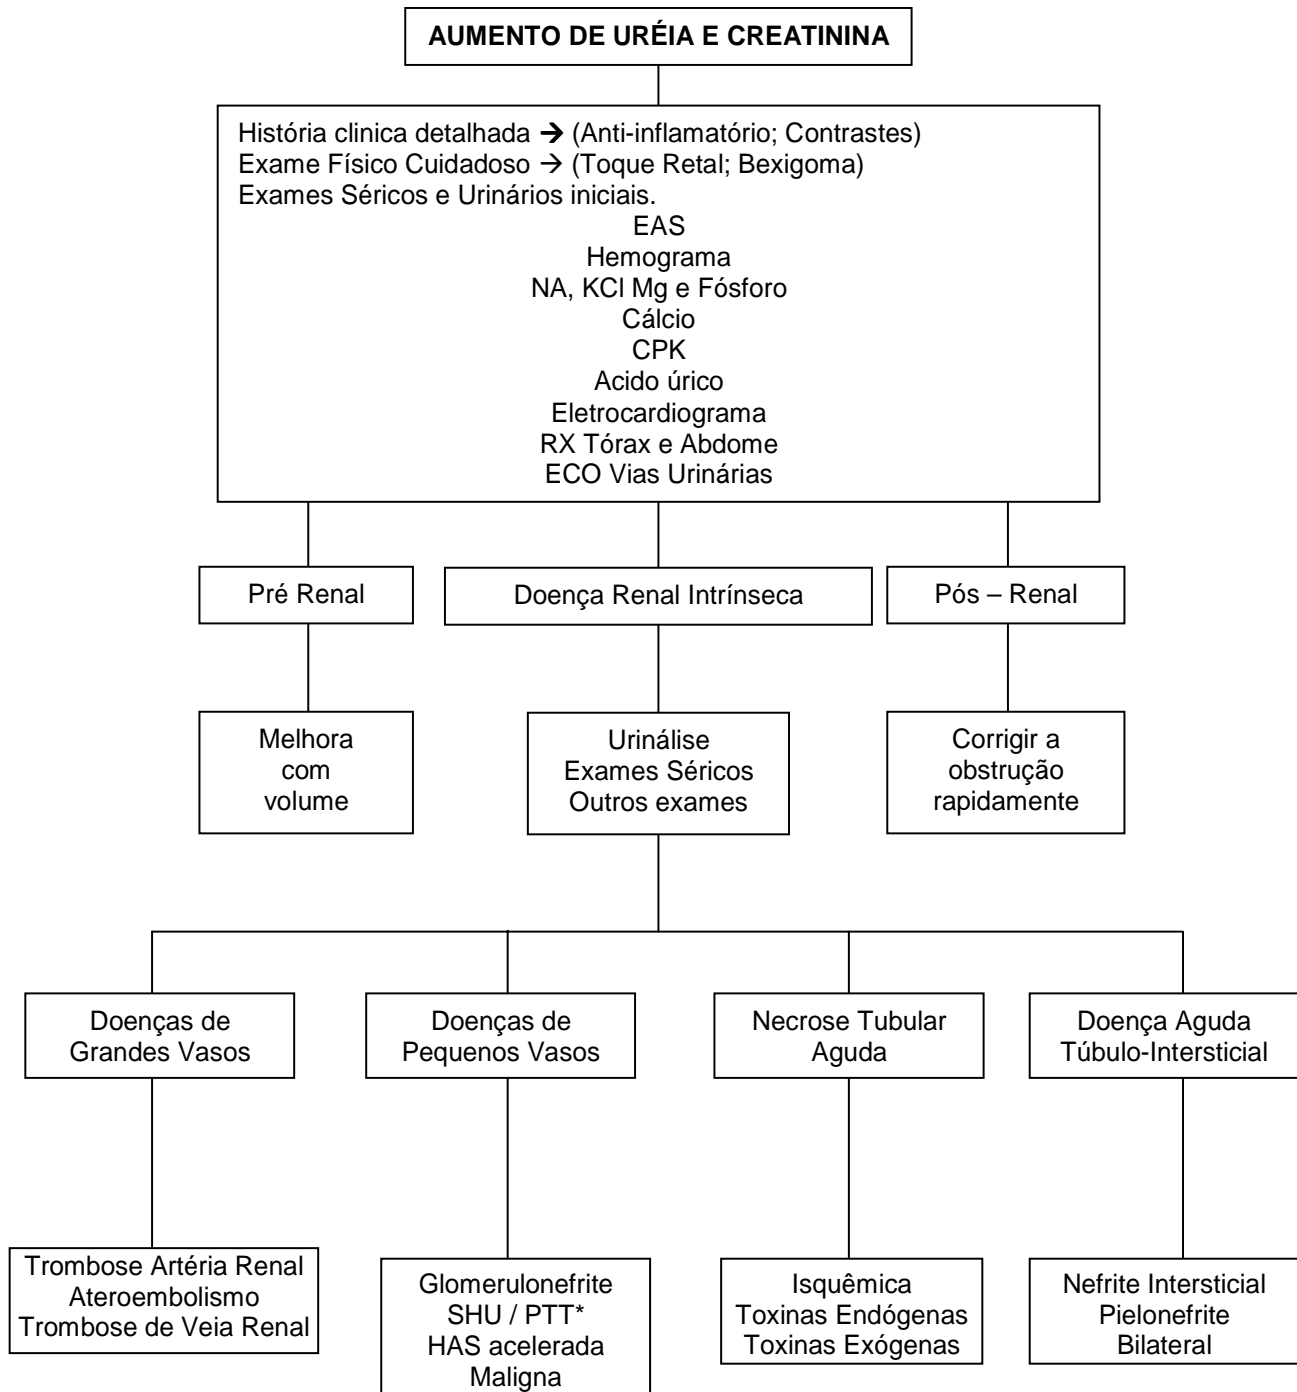 AUMENTO DE URÉIA E CREATININA
História clinica detalhada ➔ (Anti-inflamatório; Contrastes)
Exame Físico Cuidadoso → (Toque Retal; Bexigoma)
Exames Séricos e Urinários iniciais.
EAS
Hemograma
NA, KCl Mg e Fósforo
Cálcio
CPK
Acido úrico
Eletrocardiograma
RX Tórax e Abdome
ECO Vias Urinárias
Pré Renal
Doença Renal Intrínseca
Pós – Renal
Melhora
com
volume
Urinálise
Exames Séricos
Outros exames
Corrigir a
obstrução
rapidamente
Doenças de
Grandes Vasos
Doenças de
Pequenos Vasos
Necrose Tubular
Aguda
Doença Aguda
Túbulo-Intersticial
Trombose Artéria Renal
Ateroembolismo
Trombose de Veia Renal
Glomerulonefrite
SHU / PTT*
HAS acelerada
Maligna
Isquêmica
Toxinas Endógenas
Toxinas Exógenas
Nefrite Intersticial
Pielonefrite
Bilateral